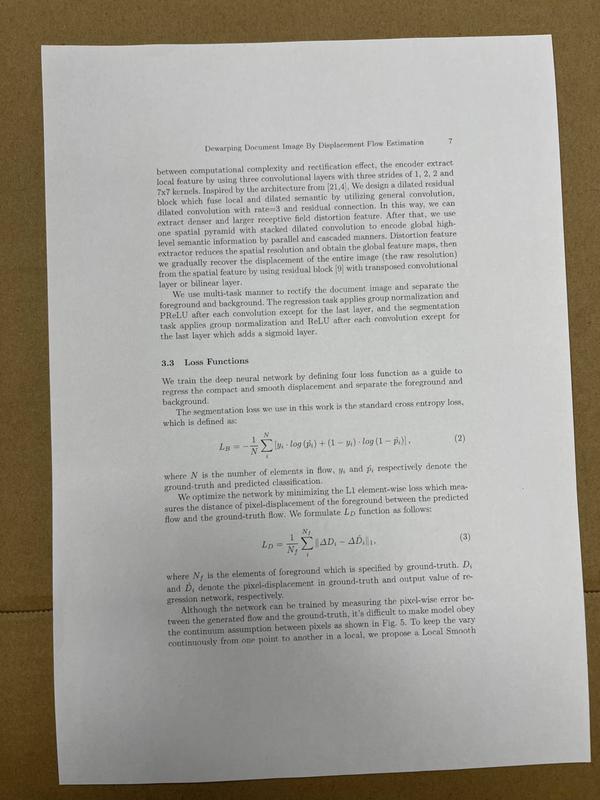 Dewarping Document Image By Displacement Flow Estimation 7
between computational complexity and rectification effect, the encoder extract
local feature by using three convolutional layers with three strides of 1, 2, 2 and
7x7 kernels. Inspired by the architecture from [21,4]. We design a dilated residual
block which fuse local and dilated semantic by utilizing general convolution,
dilated convolution with rate=3 and residual connection. In this way, we can
extract denser and larger receptive field distortion feature. After that, we use
one spatial pyramid with stacked dilated convolution to encode global high-
level semantic information by parallel and cascaded manners. Distortion feature
extractor reduces the spatial resolution and obtain the global feature maps, then
we gradually recover the displacement of the entire image (the raw resolution)
from the spatial feature by using residual block [9] with transposed convolutional
layer or bilinear layer.
We use multi-task manner to rectify the document image and separate the
foreground and background. The regression task applies group normalization and
PReLU after each convolution except for the last layer, and the segmentation
task applies group normalization and ReLU after each convolution except for
the last layer which adds a sigmoid layer.
3.3 Loss Functions
We train the deep neural network by defining four loss function as a guide to
regress the compact and smooth displacement and separate the foreground and
background.
The segmentation loss we use in this work is the standard cross entropy loss,
which is defined as:
L_B = -\frac{1}{N} \sum_{i}^{N} [y_i \cdot log(\hat{p_i}) + (1 - y_i) \cdot log(1 - \hat{p}_i)], (2)
where N is the number of elements in flow, y_i and \hat{p}_i respectively denote the
ground-truth and predicted classification.
We optimize the network by minimizing the L1 element-wise loss which mea-
sures the distance of pixel-displacement of the foreground between the predicted
flow and the ground-truth flow. We formulate L_D function as follows:
L_D = \frac{1}{N_f} \sum_{i}^{N_f} \|\Delta D_i - \Delta \hat{D}_i\|_1, (3)
where N_f is the elements of foreground which is specified by ground-truth. D_i
and \hat{D}_i denote the pixel-displacement in ground-truth and output value of re-
gression network, respectively.
Although the network can be trained by measuring the pixel-wise error be-
tween the generated flow and the ground-truth, it's difficult to make model obey
the continuum assumption between pixels as shown in Fig. 5. To keep the vary
continuously from one point to another in a local, we propose a Local Smooth